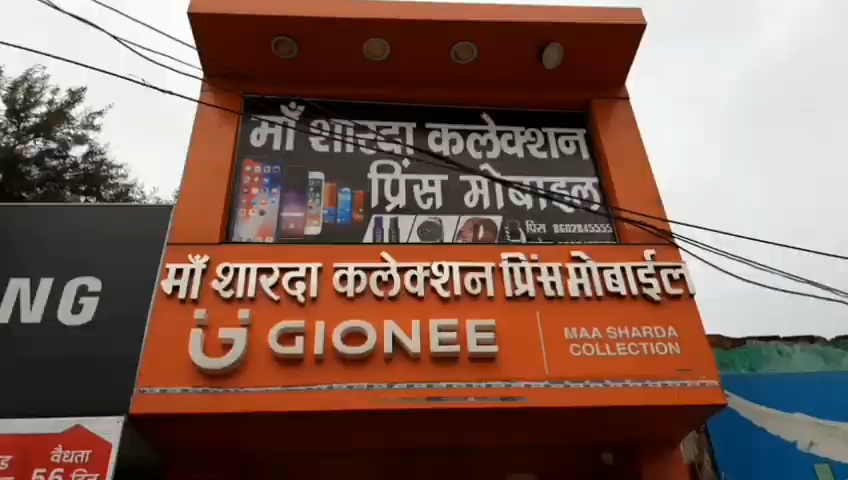 माँ शारदा कलेक्शन
प्रिंस मोबाइल
प्रिंस 8602845555
माँ शारदा कलेक्शन प्रिंस मोबाईल
GIONEE
MAA SHARDA
COLLECTION
NG
वैधता
56 दिन